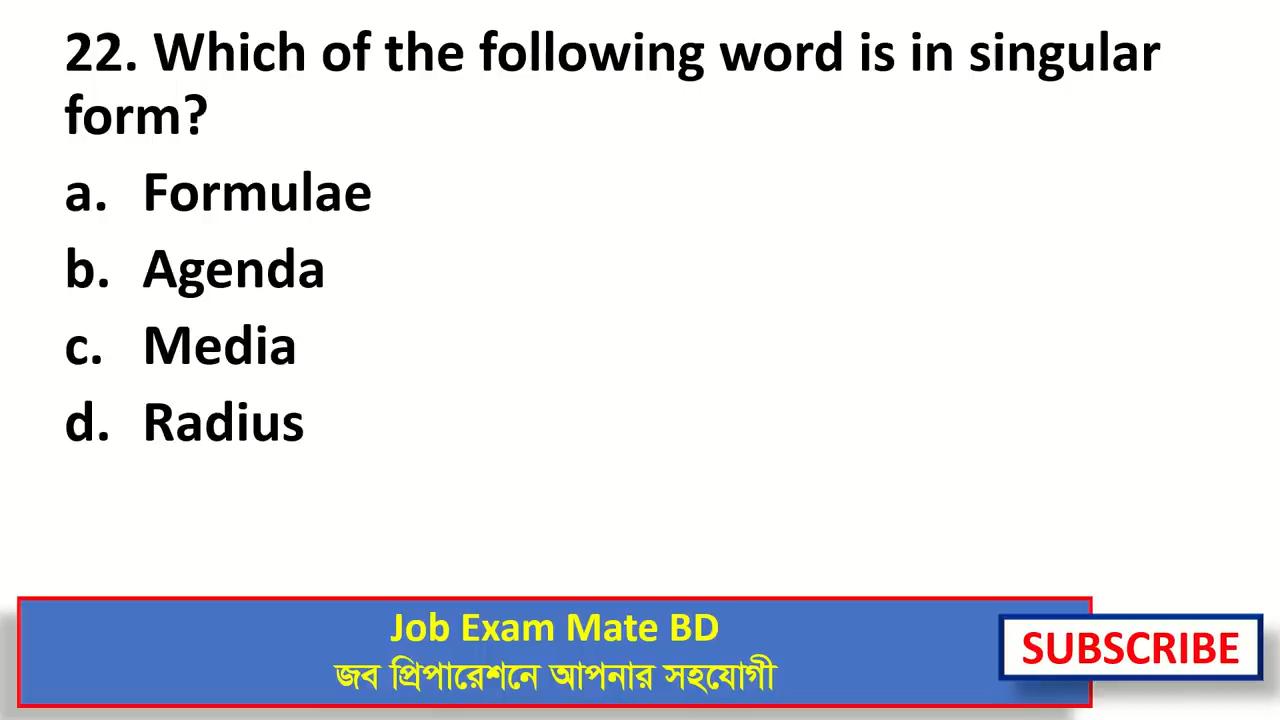 22. Which of the following word is in singular
form?
a. Formulae
b. Agenda
c. Media
d. Radius
Job Exam Mate BD
জব প্রিপারেশনে আপনার সহযোগী
SUBSCRIBE